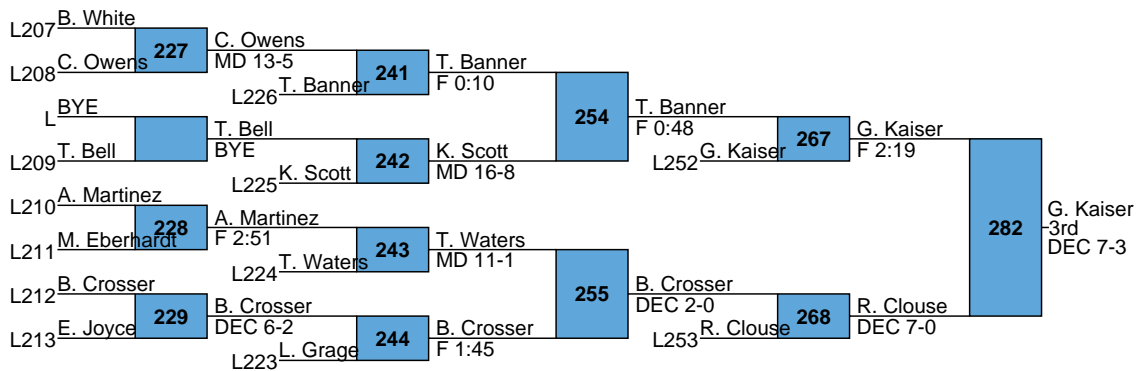 L207 B. White
227
C. Owens
MD 13-5
L208 C. Owens
241
T. Banner
F 0:10
L226 T. Banner
254
T. Banner
F 0:48
L BYE
T. Bell
BYE
L209 T. Bell
242
K. Scott
MD 16-8
L225 K. Scott
267
G. Kaiser
F 2:19
L252 G. Kaiser
L210 A. Martinez
228
A. Martinez
F 2:51
L211 M. Eberhardt
243
T. Waters
MD 11-1
L224 T. Waters
282
G. Kaiser
3rd
DEC 7-3
L212 B. Crosser
229
B. Crosser
DEC 6-2
L213 E. Joyce
244
B. Crosser
F 1:45
L223 L. Grage
255
B. Crosser
DEC 2-0
268
R. Clouse
DEC 7-0
L253 R. Clouse